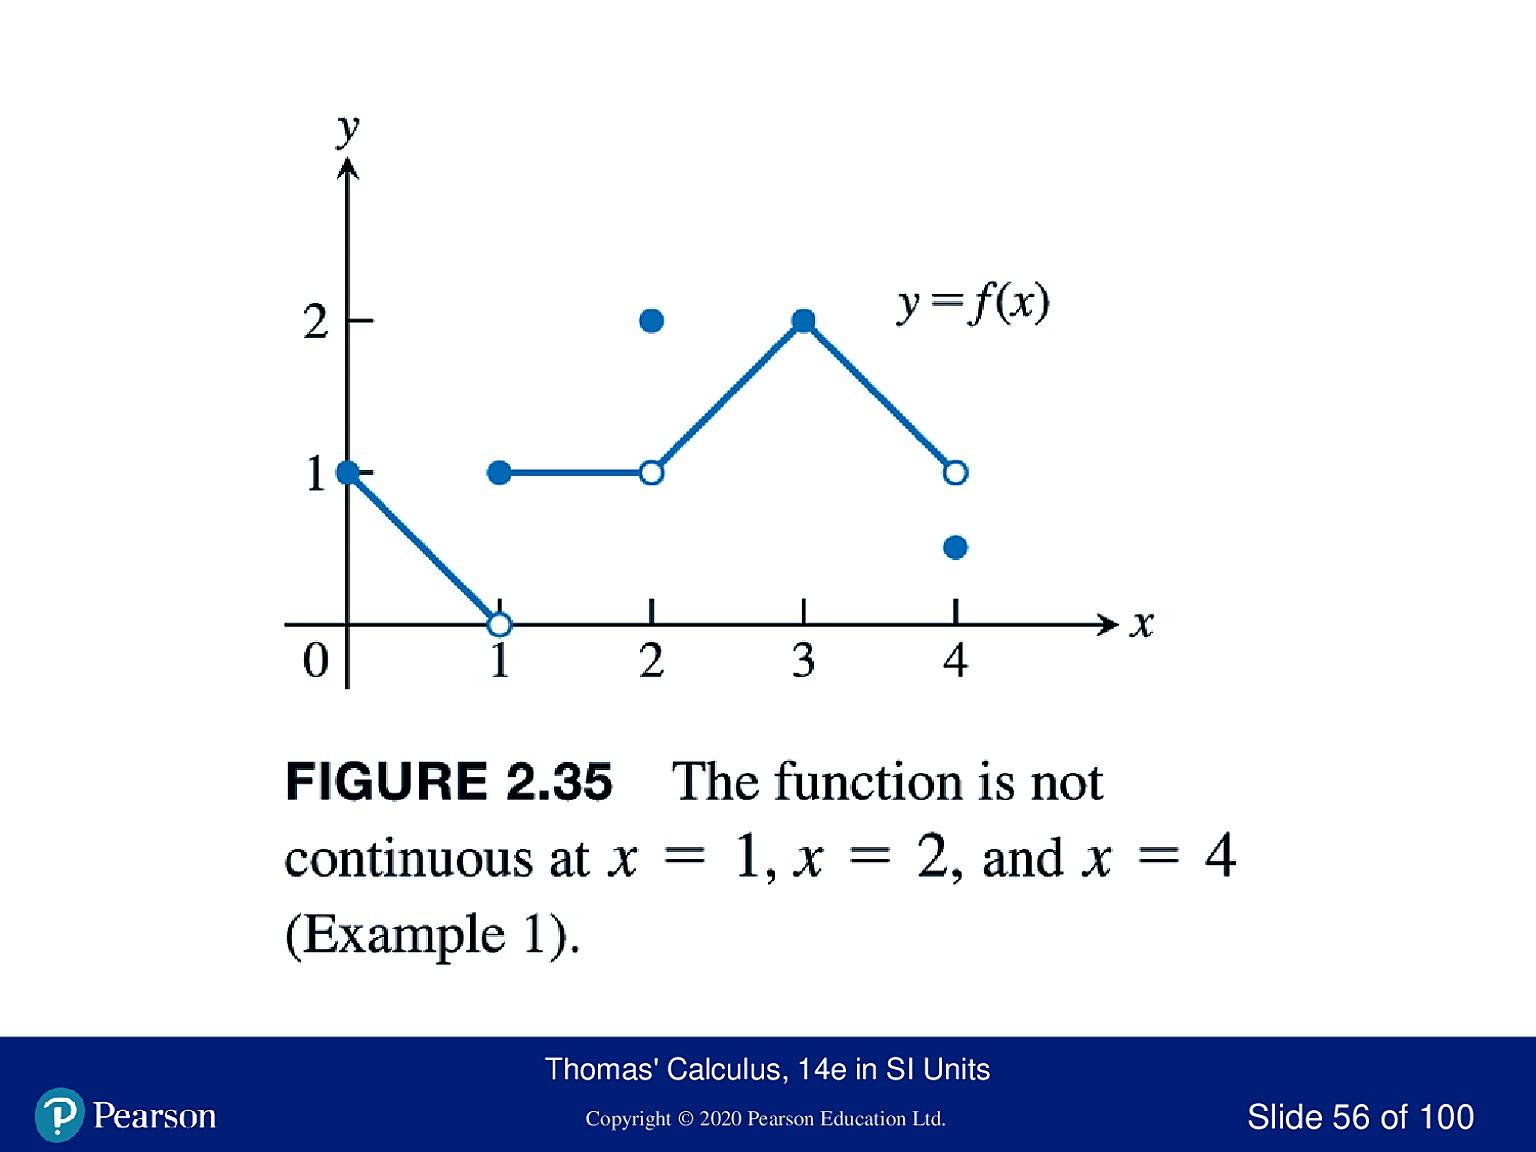 y
2
y = f(x)
1
x
0 1 2 3 4
FIGURE 2.35 The function is not
continuous at x = 1, x = 2, and x = 4
(Example 1).
Thomas' Calculus, 14e in SI Units
Pearson
Copyright © 2020 Pearson Education Ltd.
Slide 56 of 100